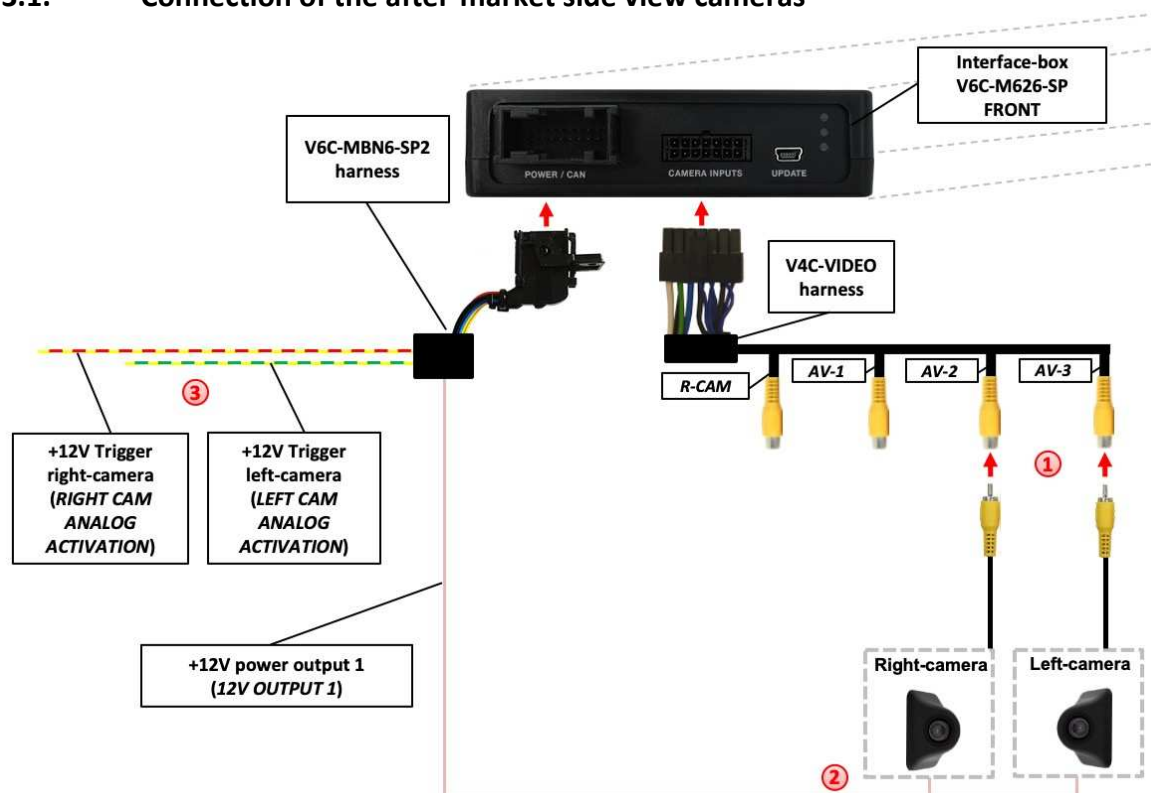 3.1. Connection of the after-market side view cameras
Interface-box
V6C-M626-SP
FRONT
V6C-MBN6-SP2
harness
POWER / CAN
CAMERA INPUTS
UPDATE
V4C-VIDEO
harness
R-CAM
AV-1
AV-2
AV-3
3
1
+12V Trigger
right-camera
(RIGHT CAM
ANALOG
ACTIVATION)
+12V Trigger
left-camera
(LEFT CAM
ANALOG
ACTIVATION)
+12V power output 1
(12V OUTPUT 1)
Right-camera
Left-camera
2